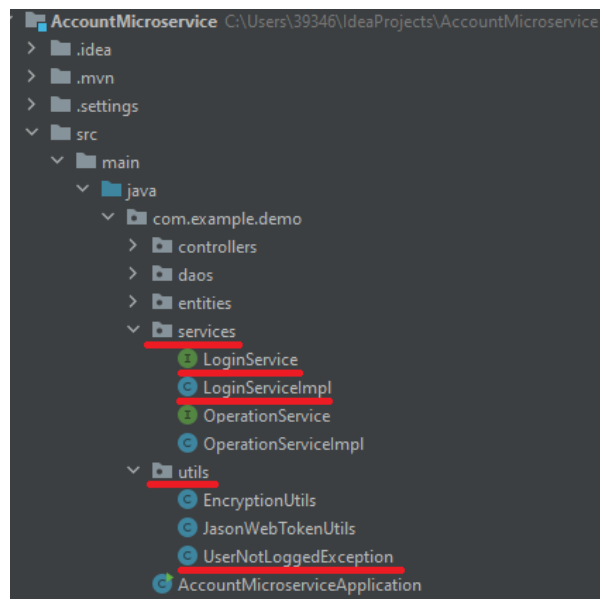 AccountMicroservice C:\Users\39346\IdeaProjects\AccountMicroservice
.idea
.mvn
.settings
src
main
java
com.example.demo
controllers
daos
entities
services
I LoginService
C LoginServiceImpl
I OperationService
C OperationServiceImpl
utils
C EncryptionUtils
C JasonWebTokenUtils
C UserNotLoggedException
C AccountMicroserviceApplication